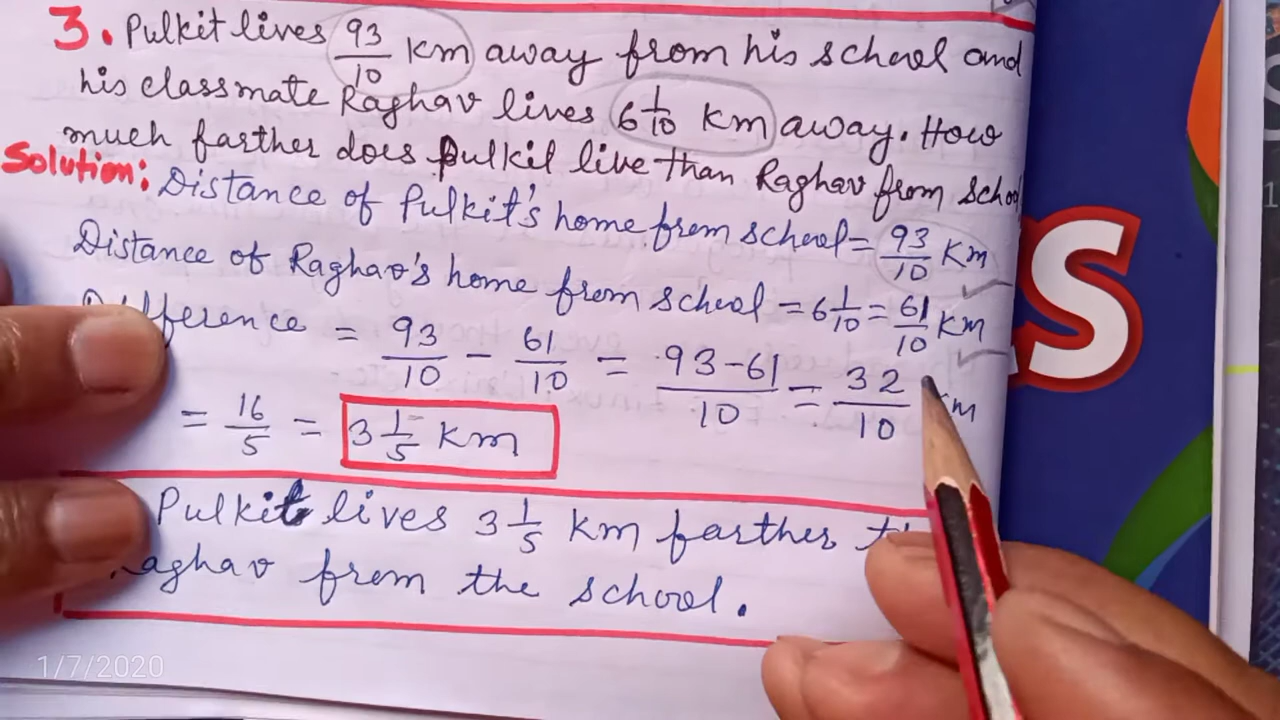 3. Pulkit lives 93/10 Km away from his school and
his classmate Raghav lives 6 1/10 Km away. How
much farther does Pulkit live than Raghav from school
Solution: Distance of Pulkit's home from school = 93/10 Km
Distance of Raghav's home from school = 6 1/10 = 61/10 Km
Difference = 93/10 - 61/10 = 93-61/10 = 32/10 Km
= 16/5 = 3 1/5 Km
Pulkit lives 3 1/5 Km farther
Raghav from the school.
1/7/2020
S